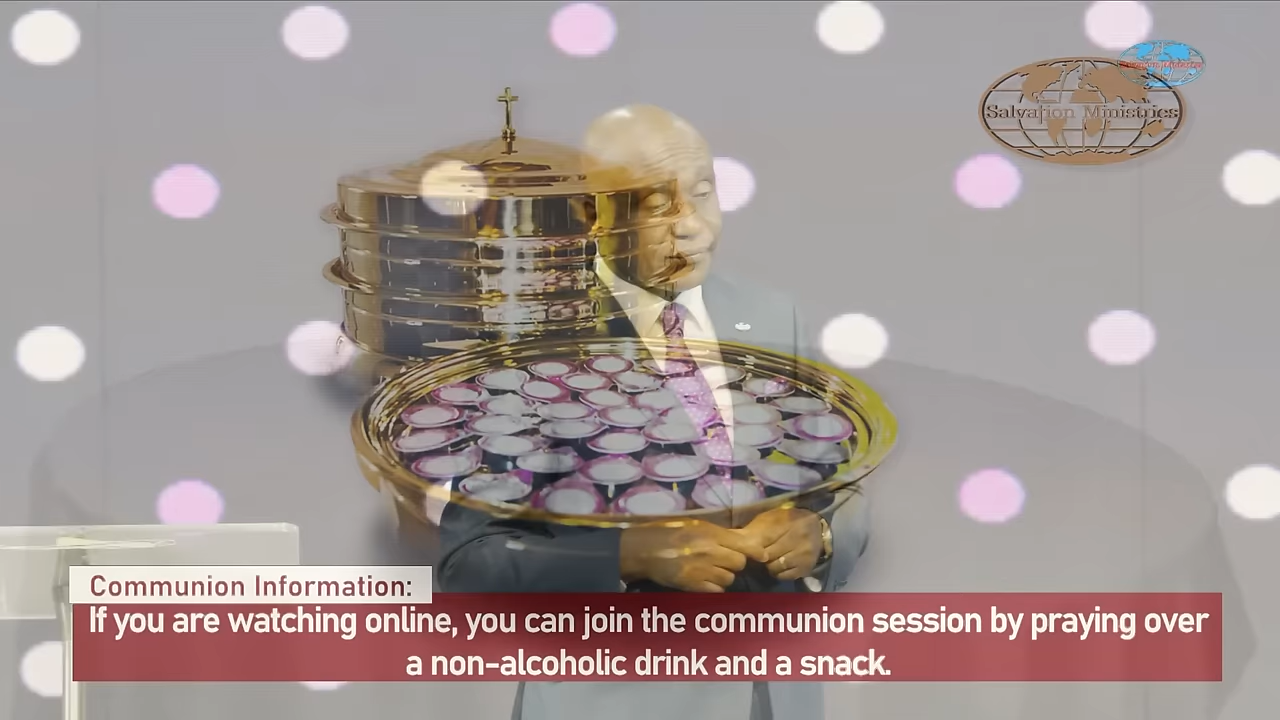 Salvation Ministries
Communion Information:
If you are watching online, you can join the communion session by praying over
a non-alcoholic drink and a snack.